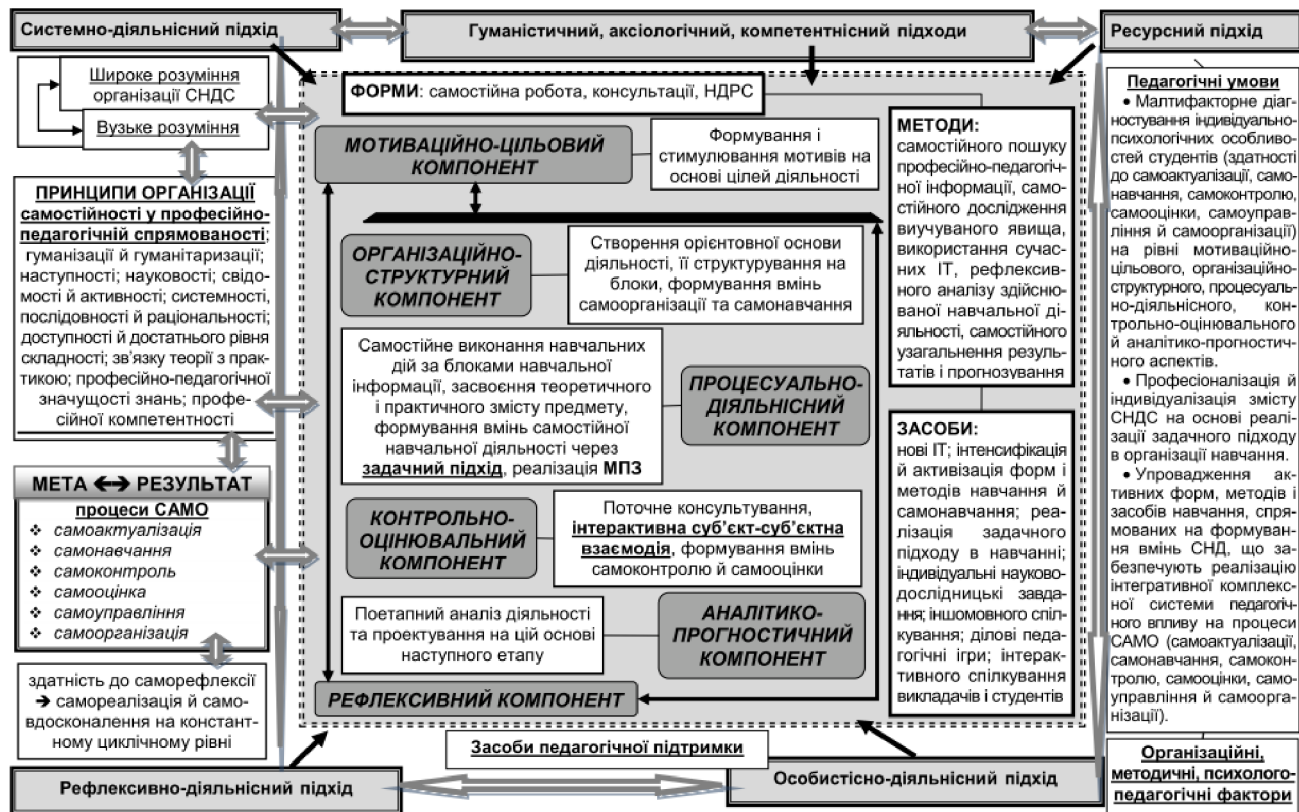 Системно-діяльнісний підхід
Гуманістичний, аксіологічний, компетентнісний підходи
Ресурсний підхід
Широке розуміння
організації СНДС
Вузьке розуміння
ПРИНЦИПИ ОРГАНІЗАЦІЇ
самостійності у професійно-
педагогічній спрямованості;
гуманізації й гуманітаризації;
наступності; науковості; свідо-
мості й активності; системності,
послідовності й раціональності;
доступності й достатнього рівня
складності; зв’язку теорії з прак-
тикою; професійно-педагогічної
значущості знань; профе-
сійної компетентності
МЕТА ↔ РЕЗУЛЬТАТ
процеси САМО
❖ самоактуалізація
❖ самонавчання
❖ самоконтроль
❖ самооцінка
❖ самоуправління
❖ самоорганізація
здатність до саморефлексії
➔ самореалізації й само-
вдосконалення на констант-
ному циклічному рівні
ФОРМИ: самостійна робота, консультації, НДРС
МОТИВАЦІЙНО-ЦІЛЬОВИЙ
КОМПОНЕНТ
Формування і
стимулювання мотивів на
основі цілей діяльності
ОРГАНІЗАЦІЙНО-
СТРУКТУРНИЙ
КОМПОНЕНТ
Створення орієнтовної основи
діяльності, її структурування на
блоки, формування вмінь
самоорганізації та самонавчання
Самостійне виконання навчальних
дій за блоками навчальної
інформації, засвоєння теоретичного
і практичного змісту предмету,
формування вмінь самостійної
навчальної діяльності через
задачний підхід, реалізація МПЗ
ПРОЦЕСУАЛЬНО-
ДІЯЛЬНІСНИЙ
КОМПОНЕНТ
КОНТРОЛЬНО-
ОЦІНЮВАЛЬНИЙ
КОМПОНЕНТ
Поточне консультування,
інтерактивна суб’єкт-суб’єктна
взаємодія, формування вмінь
самоконтролю й самооцінки
Поетапний аналіз діяльності
та проектування на цій основі
наступного етапу
АНАЛІТИКО-
ПРОГНОСТИЧНИЙ
КОМПОНЕНТ
РЕФЛЕКСИВНИЙ КОМПОНЕНТ
МЕТОДИ:
самостійного пошуку
професійно-педагогіч-
ної інформації, само-
стійного дослідження
виучуваного явища,
використання сучас-
них ІТ, рефлексив-
ного аналізу здійсню-
ваної навчальної ді-
яльності, самостійного
узагальнення резуль-
татів і прогнозування
ЗАСОБИ:
нові ІТ; інтенсифікація
й активізація форм і
методів навчання й
самонавчання; реа-
лізація задачного
підходу в навчанні;
індивідуальні науково-
дослідницькі завдан-
ня; іншомовного спіл-
кування; ділові педа-
гогічні ігри; інтерак-
тивного спілкування
викладачів і студентів
Педагогічні умови
• Малтифакторне діаг-
ностування індивідуально-
психологічних особливо-
стей студентів (здатності
до самоактуалізації, само-
навчання, самоконтролю,
самооцінки, самоуправ-
ління й самоорганізації)
на рівні мотиваційно-
цільового, організаційно-
структурного, процесуаль-
но-діяльнісного, кон-
трольно-оцінювального
й аналітико-прогностич-
ного аспектів.
• Професіоналізація й
індивідуалізація змісту
СНДС на основі реалі-
зації задачного підходу
в організації навчання.
• Упровадження ак-
тивних форм, методів і
засобів навчання, спря-
мованих на формуван-
ня вмінь СНД, що за-
безпечують реалізацію
інтегративної комплекс-
ної системи педагогіч-
ного впливу на процеси
САМО (самоактуалізації,
самонавчання, самокон-
тролю, самооцінки, само-
управління й самоорга-
нізації).
Засоби педагогічної підтримки
Рефлексивно-діяльнісний підхід
Особистісно-діяльнісний підхід
Організаційні,
методичні, психолого-
педагогічні фактори